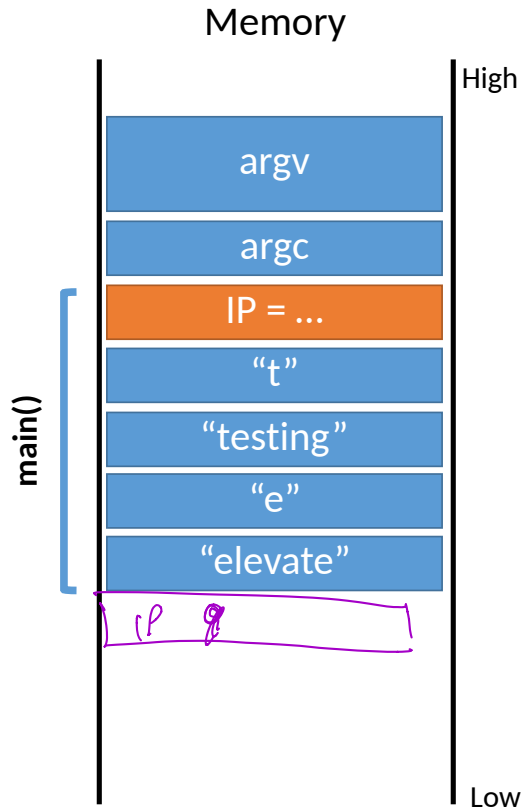 Memory
High
argv
argc
IP = ...
“t”
main()
“testing”
“e”
“elevate”
IP
Low